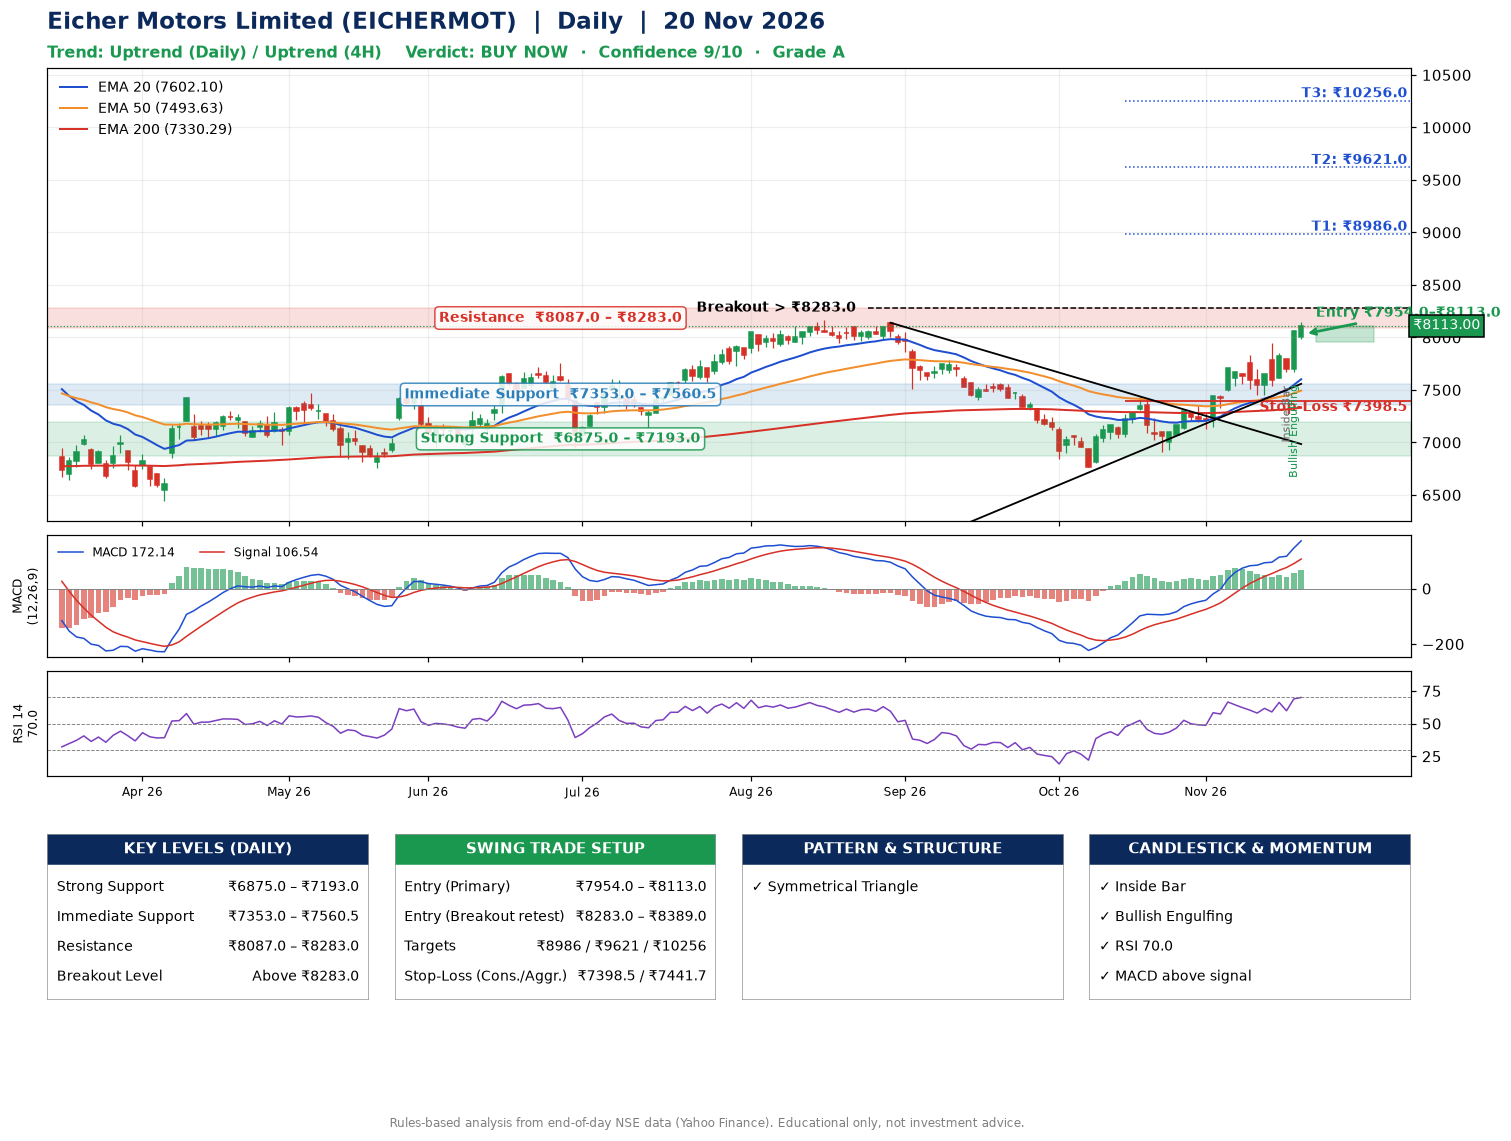 Eicher Motors Limited (EICHERMOT) | Daily | 20 Nov 2026
Trend: Uptrend (Daily) / Uptrend (4H) Verdict: BUY NOW · Confidence 9/10 · Grade A
EMA 20 (7602.10)
EMA 50 (7493.63)
EMA 200 (7330.29)
T3: ₹10256.0
T2: ₹9621.0
T1: ₹8986.0
Breakout > ₹8283.0
Resistance ₹8087.0 – ₹8283.0
Entry ₹7954.0–₹8113.0
₹8113.00
Immediate Support ₹7353.0 – ₹7560.5
Stop-Loss ₹7398.5
Strong Support ₹6875.0 – ₹7193.0
Inside Bar
Bullish Engulfing
10500
10000
9500
9000
8500
8000
7500
7000
6500
MACD 172.14
Signal 106.54
MACD
(12,26,9)
0
−200
RSI 14
70.0
75
50
25
Apr 26 May 26 Jun 26 Jul 26 Aug 26 Sep 26 Oct 26 Nov 26
KEY LEVELS (DAILY)
Strong Support ₹6875.0 – ₹7193.0
Immediate Support ₹7353.0 – ₹7560.5
Resistance ₹8087.0 – ₹8283.0
Breakout Level Above ₹8283.0
SWING TRADE SETUP
Entry (Primary) ₹7954.0 – ₹8113.0
Entry (Breakout retest) ₹8283.0 – ₹8389.0
Targets ₹8986 / ₹9621 / ₹10256
Stop-Loss (Cons./Aggr.) ₹7398.5 / ₹7441.7
PATTERN & STRUCTURE
✓ Symmetrical Triangle
CANDLESTICK & MOMENTUM
✓ Inside Bar
✓ Bullish Engulfing
✓ RSI 70.0
✓ MACD above signal
Rules-based analysis from end-of-day NSE data (Yahoo Finance). Educational only, not investment advice.